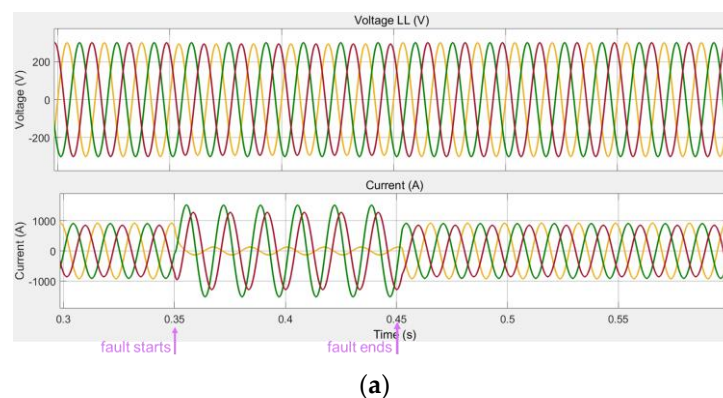 Voltage LL (V)
Voltage (V)
200
0
-200
Current (A)
Current (A)
1000
0
-1000
0.3
0.35
0.4
0.45
0.5
0.55
Time (s)
fault starts
fault ends
(a)